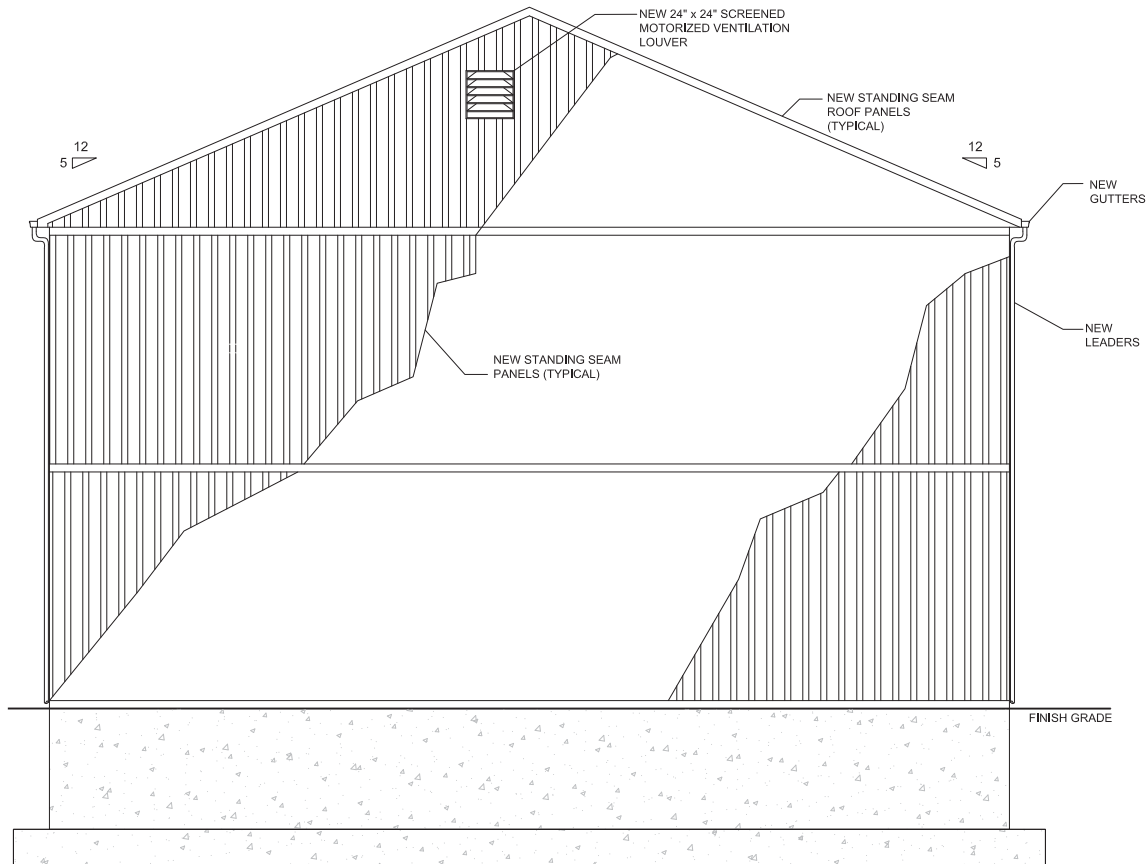 NEW 24" x 24" SCREENED
MOTORIZED VENTILATION
LOUVER
NEW STANDING SEAM
ROOF PANELS
(TYPICAL)
12
5
12
5
NEW
GUTTERS
NEW
LEADERS
NEW STANDING SEAM
PANELS (TYPICAL)
FINISH GRADE